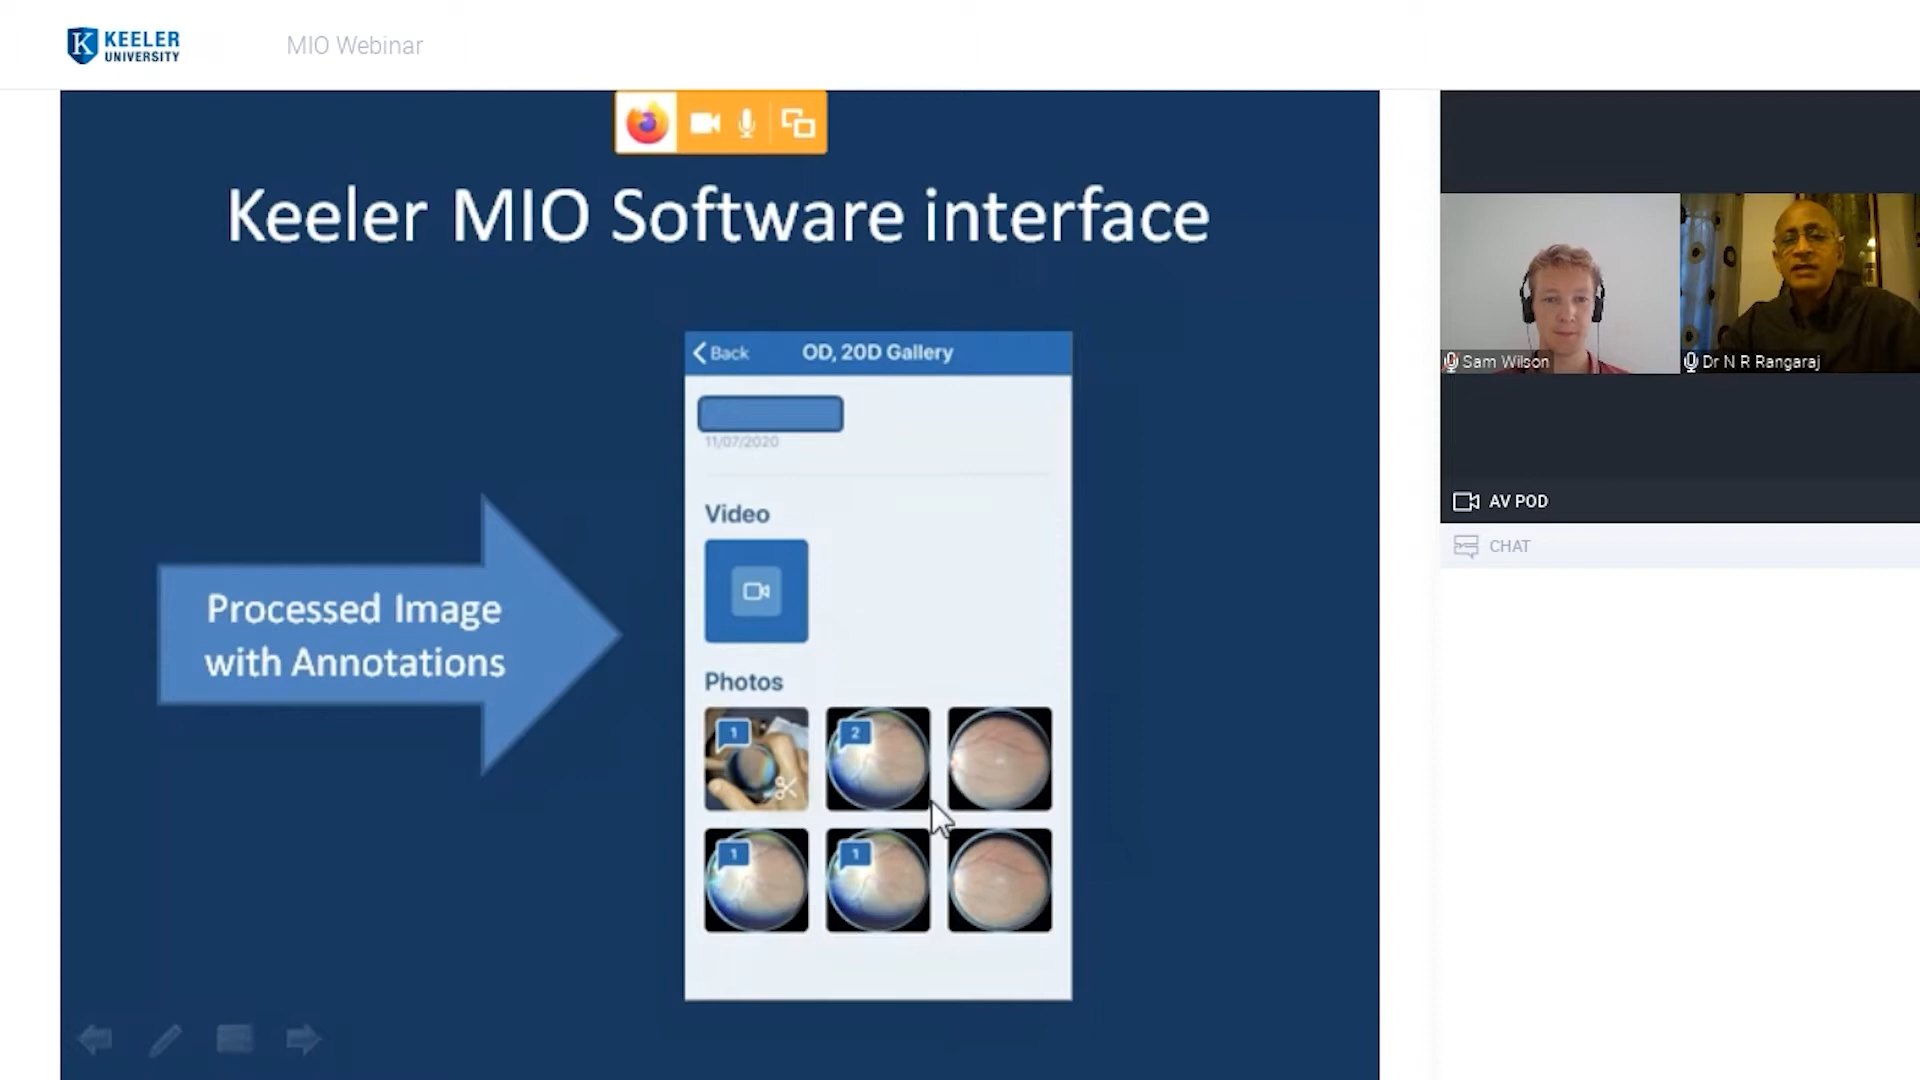 K KEELER
UNIVERSITY
MIO Webinar
Keeler MIO Software interface
Back
OD, 20D Gallery
11/07/2020
Video
Processed Image
with Annotations
Photos
1
2
1
1
Sam Wilson
Dr N R Rangaraj
AV POD
CHAT